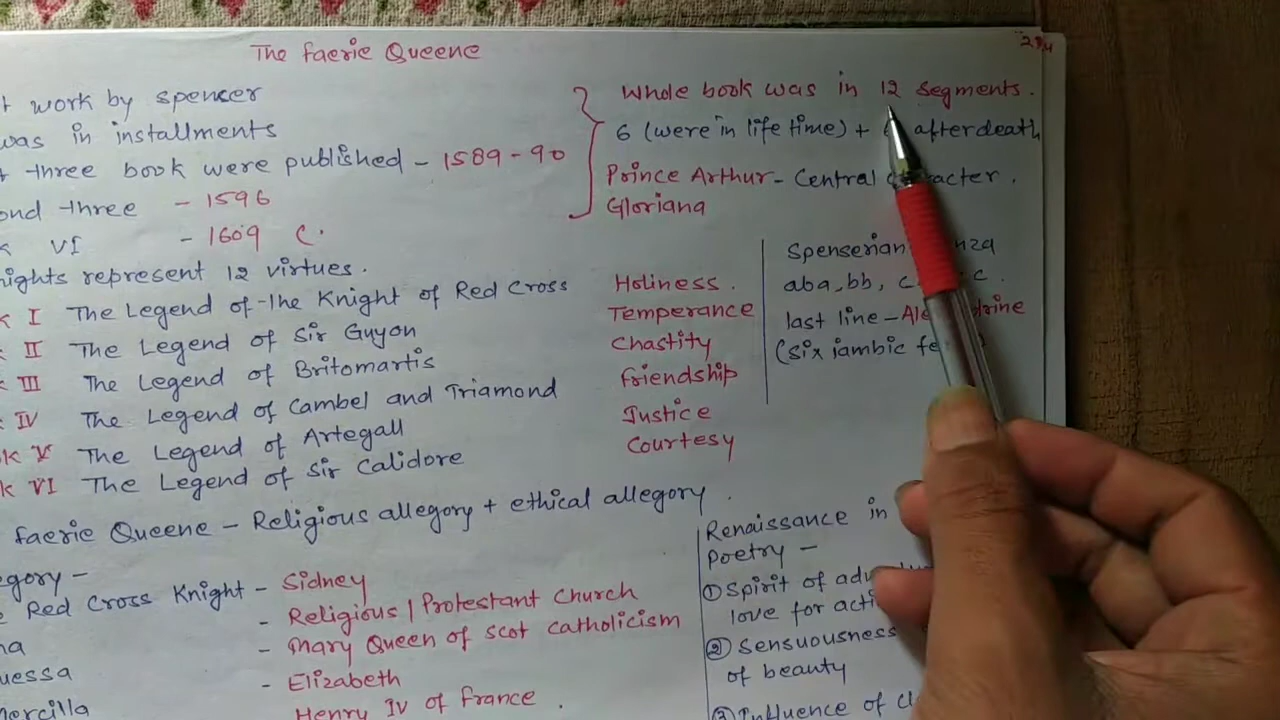 The Faerie Queene
work by spenser
was in installments
three book were published - 1589-90
three - 1596
VI - 1609 C.
Whole book was in 12 segments.
6 (were in life time) + after death
Prince Arthur - Central
Gloriana
represent 12 virtues.
I The Legend of the Knight of Red Cross Holiness.
II The Legend of Sir Guyon Temperance
III The Legend of Britomartis Chastity
IV The Legend of Cambel and Triamond friendship
V The Legend of Artegall Justice
VI The Legend of Sir Calidore Courtesy
Spenserian
aba, bb,
last line -
(six iambic
faerie Queene - Religious allegory + ethical allegory.
Red Cross Knight - Sidney
- Religious / Protestant Church
- Mary Queen of Scot Catholicism
- Elizabeth
Henry IV of france.
Renaissance in
poetry -
① Spirit of
love for
② Sensuousness
of beauty
③ Influence of